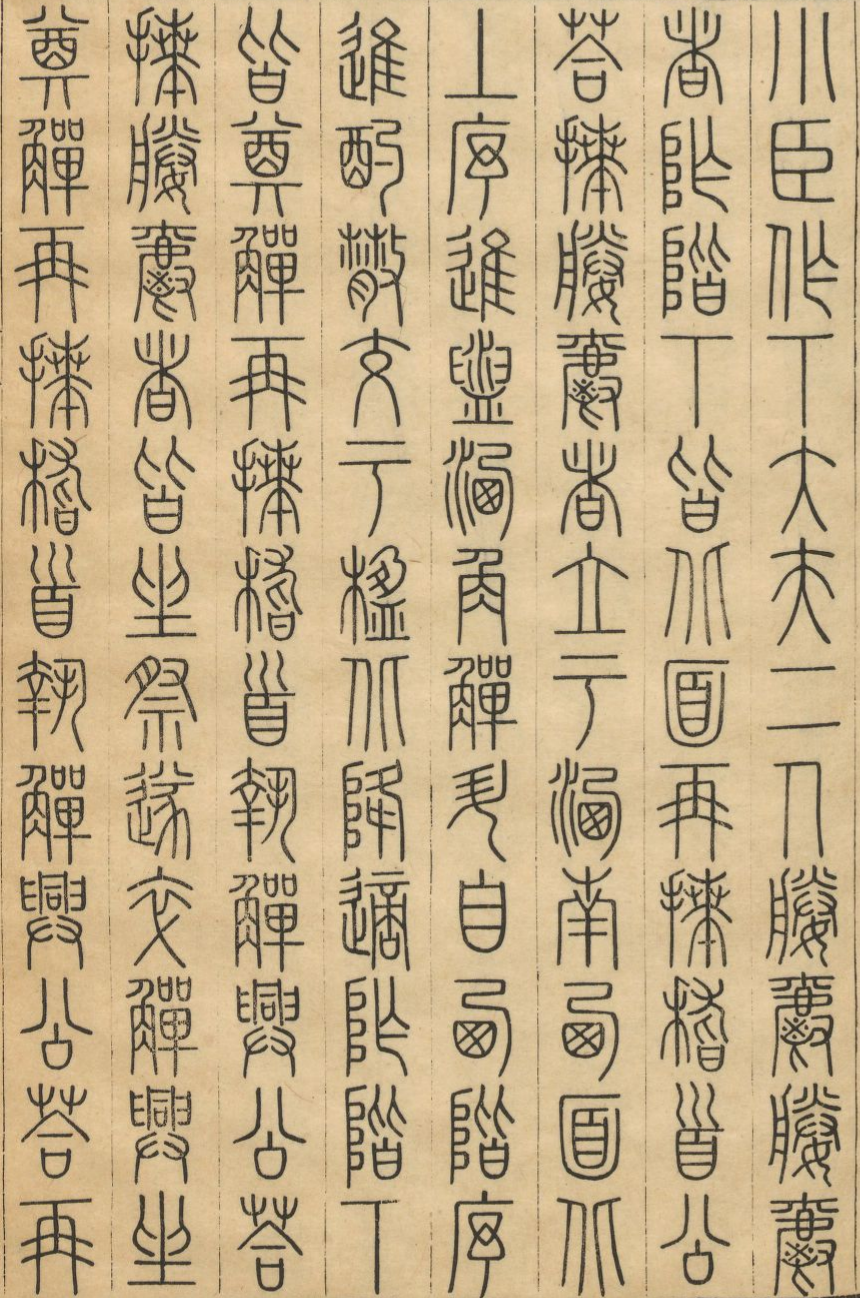 小臣作下大夫二人媵爵媵爵
者阼階下皆北面再拜稽首公
答拜媵爵者立于洗南西面北
上序進盥洗角觶升自西階序
進酌散交于楹北降適阼階下
皆奠觶再拜稽首執觶興公答
拜媵爵者皆坐祭遂卒觶興坐
奠觶再拜稽首執觶興公答再